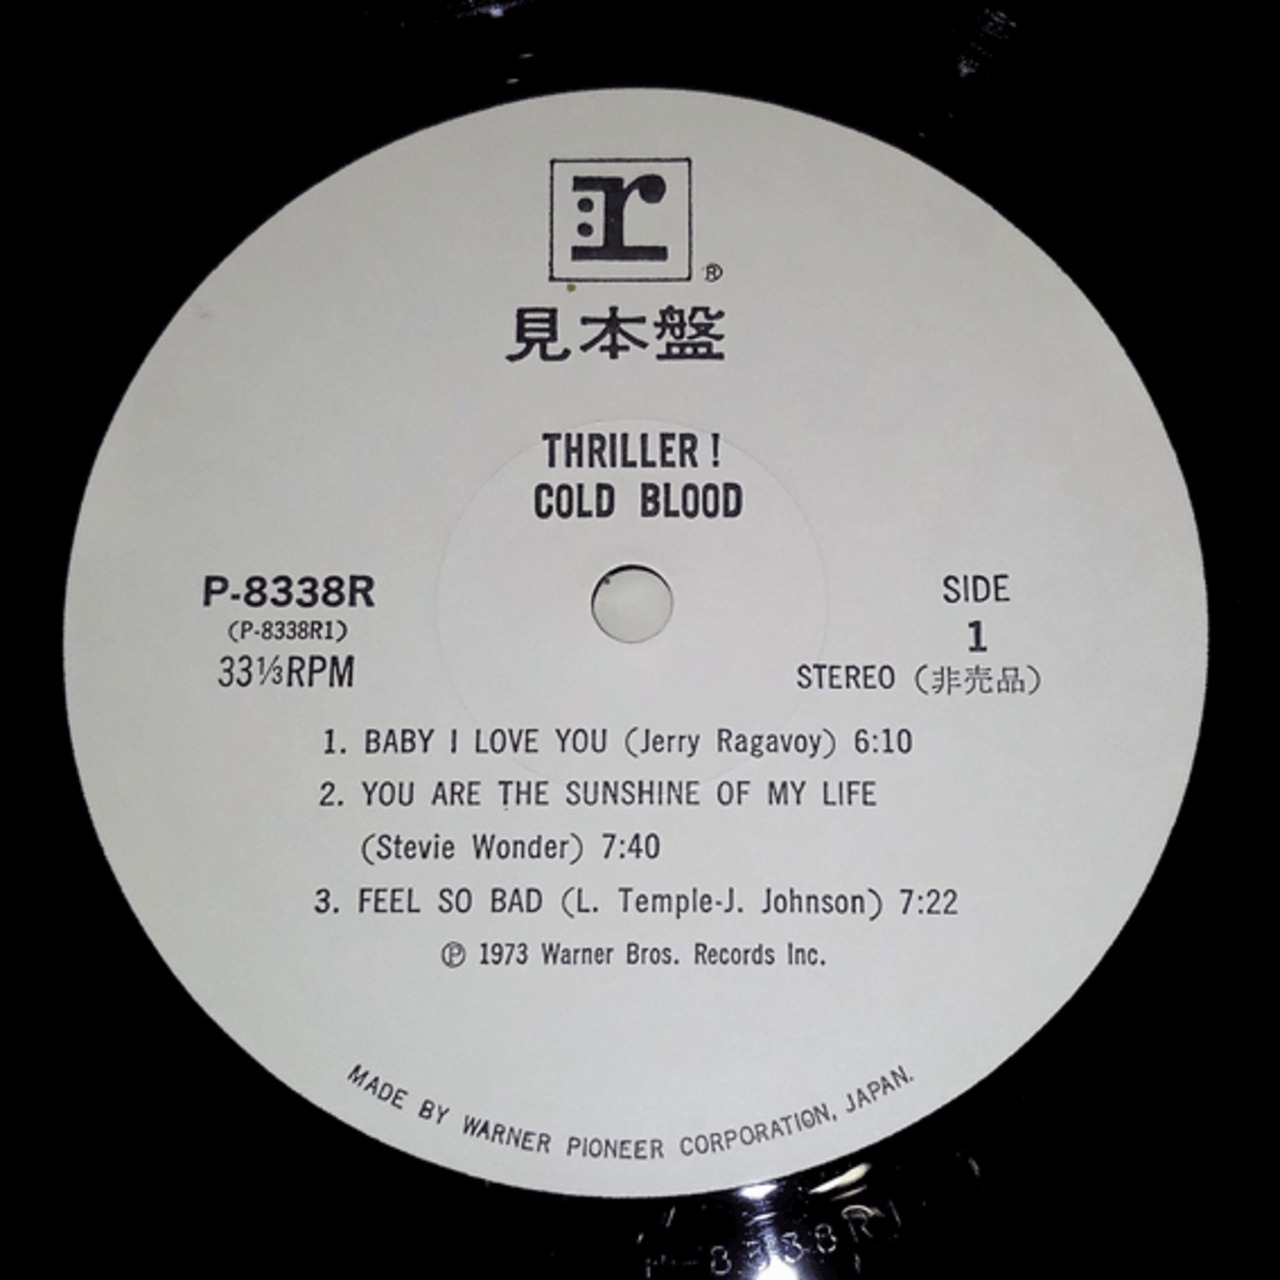 r
®
見本盤
THRILLER !
COLD BLOOD
P-8338R
(P-8338R1)
33⅓RPM
SIDE
1
STEREO (非売品)
1. BABY I LOVE YOU (Jerry Ragavoy) 6:10
2. YOU ARE THE SUNSHINE OF MY LIFE
(Stevie Wonder) 7:40
3. FEEL SO BAD (L. Temple-J. Johnson) 7:22
℗ 1973 Warner Bros. Records Inc.
MADE BY WARNER PIONEER CORPORATION, JAPAN.